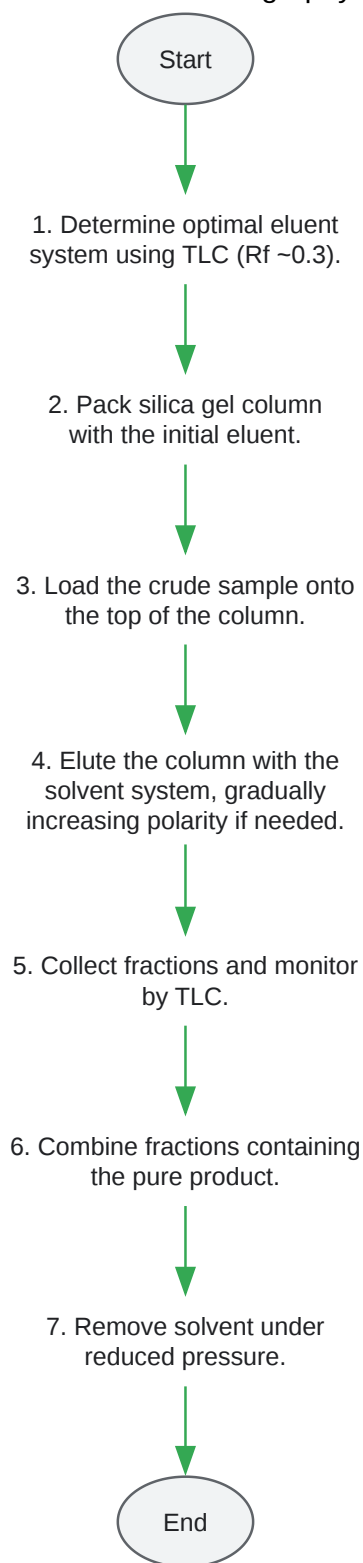 Start
1. Determine optimal eluent
system using TLC (Rf ~0.3).
2. Pack silica gel column
with the initial eluent.
3. Load the crude sample onto
the top of the column.
4. Elute the column with the
solvent system, gradually
increasing polarity if needed.
5. Collect fractions and monitor
by TLC.
6. Combine fractions containing
the pure product.
7. Remove solvent under
reduced pressure.
End